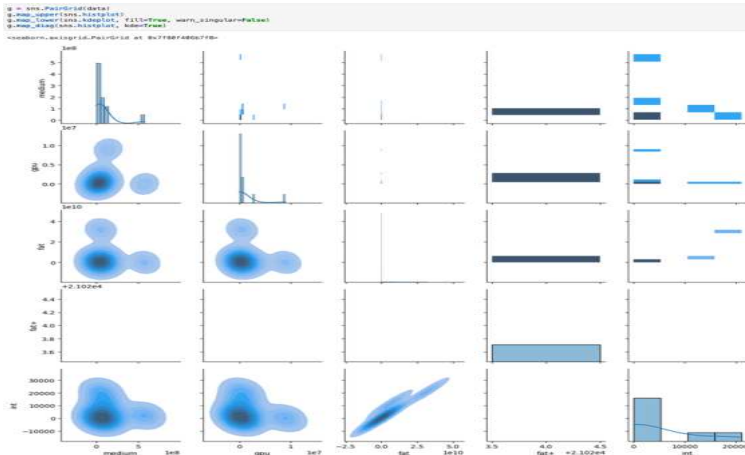 g = sns.PairGrid(data)
g.map_upper(sns.histplot)
g.map_lower(sns.kdeplot, fill=True, warn_singular=False)
g.map_diag(sns.histplot, kde=True)
<seaborn.axisgrid.PairGrid at
1e8
medium
5
4
3
2
1
0
1e7
gpu
1.0
0.5
0.0
1e10
fat
4
2
0
+2.102e4
fat+
4.4
4.2
4.0
3.8
3.6
int
30000
20000
10000
0
−10000
0 5 0 1 −2.5 0.0 2.5 5.0 3.5 4.0 4.5 0 10000 20000
medium 1e8 gpu 1e7 fat 1e10 fat+ +2.102e4 int